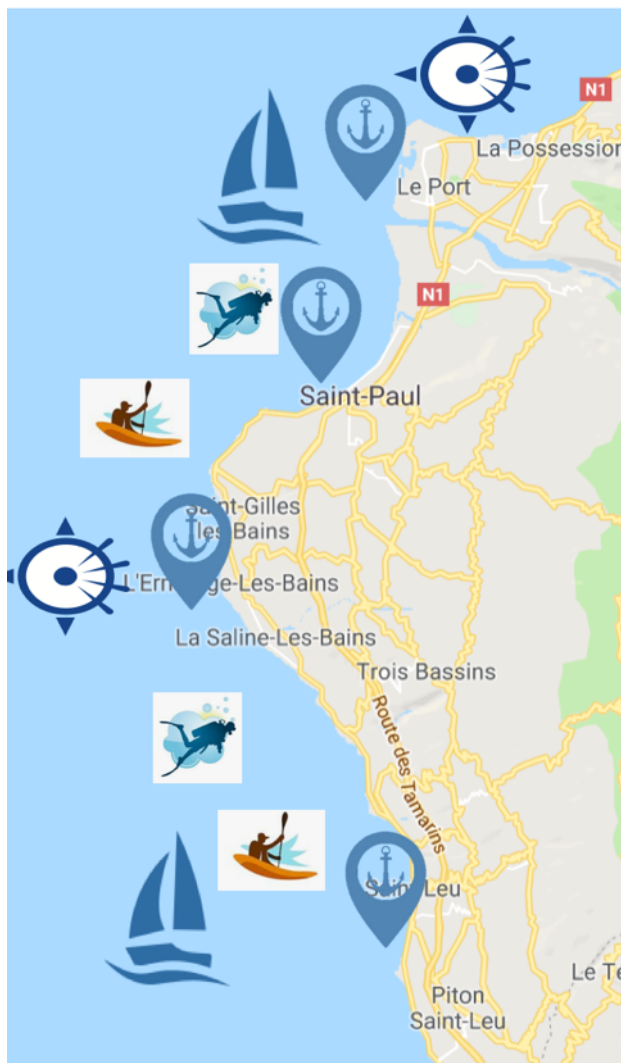 N1
La Possession
Le Port
N1
Saint-Paul
Saint-Gilles
les Bains
L'Ermitage-Les-Bains
La Saline-Les-Bains
Trois Bassins
Route des Tamarins
Saint-Leu
Le Te
Piton
Saint-Leu